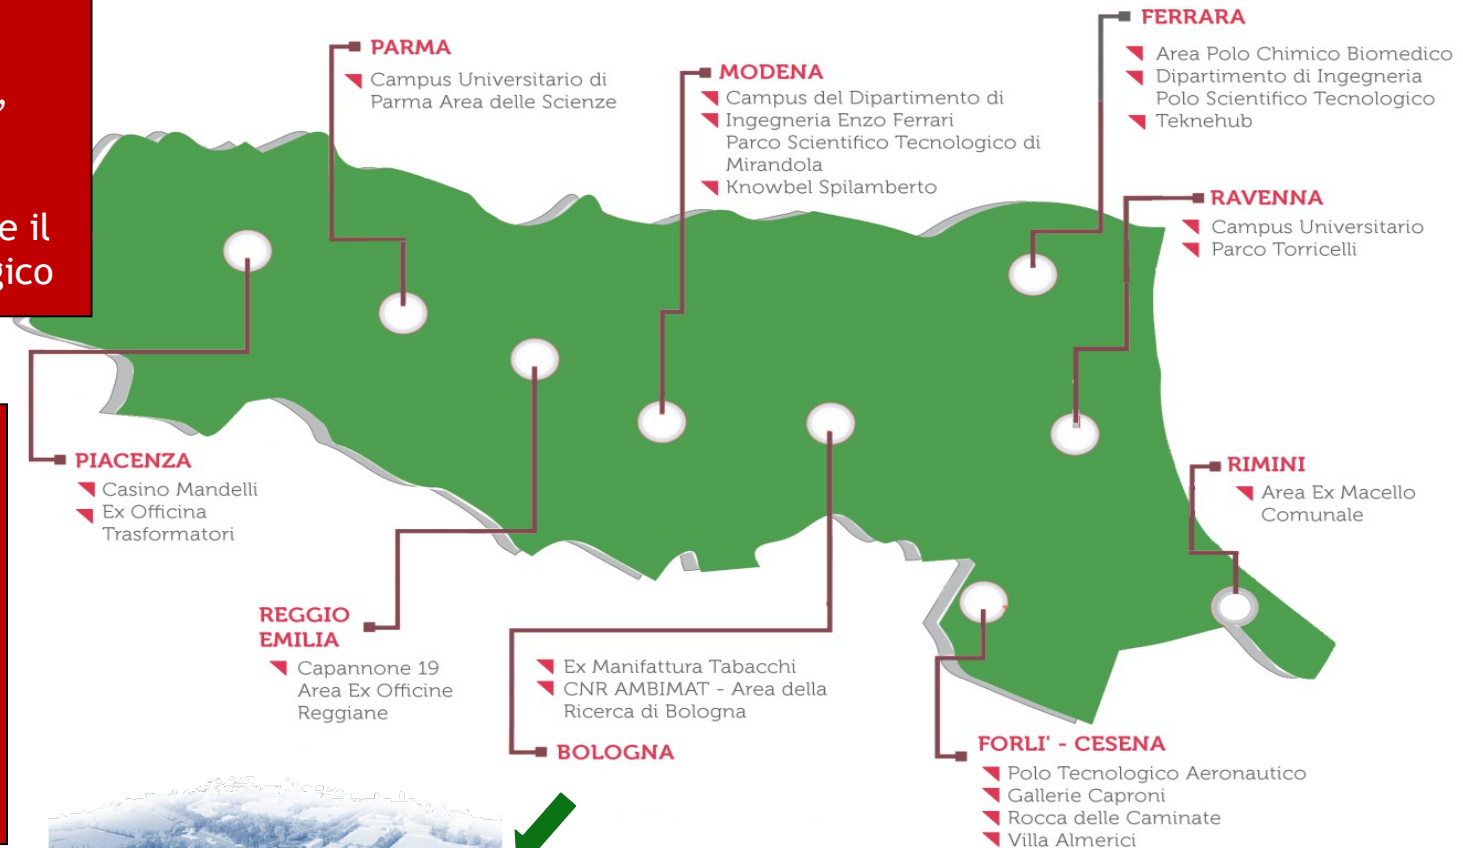 ,
e il
gico
PARMA
Campus Universitario di
Parma Area delle Scienze
MODENA
Campus del Dipartimento di
Ingegneria Enzo Ferrari
Parco Scientifico Tecnologico di
Mirandola
Knowbel Spilamberto
FERRARA
Area Polo Chimico Biomedico
Dipartimento di Ingegneria
Polo Scientifico Tecnologico
Teknehub
RAVENNA
Campus Universitario
Parco Torricelli
PIACENZA
Casino Mandelli
Ex Officina
Trasformatori
RIMINI
Area Ex Macello
Comunale
REGGIO
EMILIA
Capannone 19
Area Ex Officine
Reggiane
Ex Manifattura Tabacchi
CNR AMBIMAT - Area della
Ricerca di Bologna
BOLOGNA
FORLI' - CESENA
Polo Tecnologico Aeronautico
Gallerie Caproni
Rocca delle Caminate
Villa Almerici